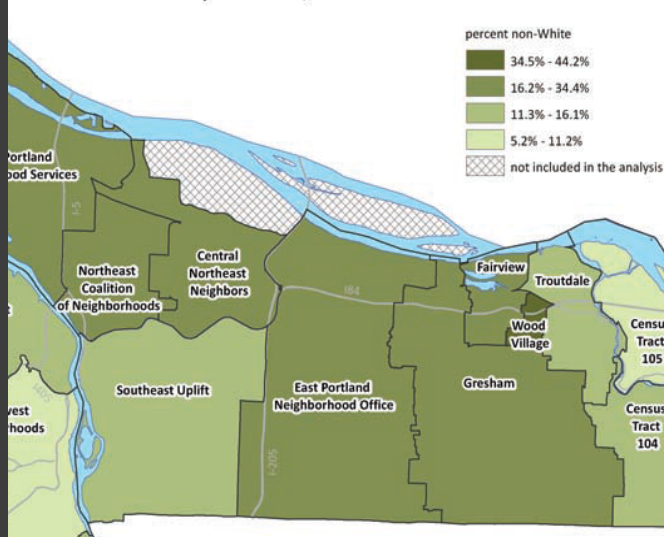 percent non-White
34.5% - 44.2%
16.2% - 34.4%
11.3% - 16.1%
5.2% - 11.2%
not included in the analysis
Portland
ood Services
I-5
Northeast
Coalition
of Neighborhoods
Central
Northeast
Neighbors
I84
Fairview
Troutdale
Wood
Village
Census
Tract
105
Southeast Uplift
East Portland
Neighborhood Office
Gresham
I-405
west
rhoods
I-205
Census
Tract
104